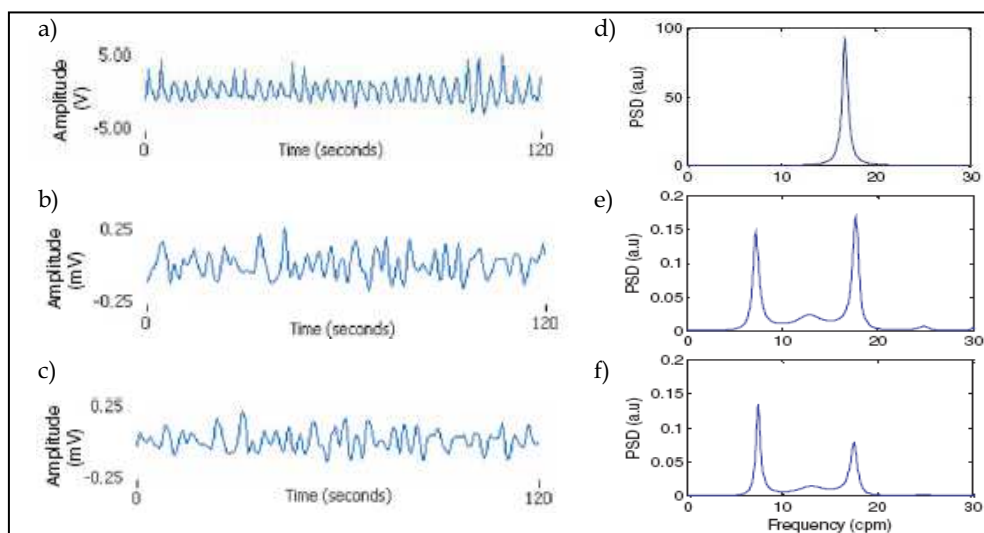 a)
5.00
Amplitude
(V)
-5.00
0
Time (seconds)
120
b)
0.25
Amplitude
(mV)
-0.25
0
Time (seconds)
120
c)
0.25
Amplitude
(mV)
-0.25
0
Time (seconds)
120
d)
100
PSD (a.u)
50
0
0 10 20 30
e)
0.2
0.15
PSD (a.u)
0.1
0.05
0
0 10 20 30
f)
0.2
0.15
PSD (a.u)
0.1
0.05
0
0 10 20 30
Frequency (cpm)